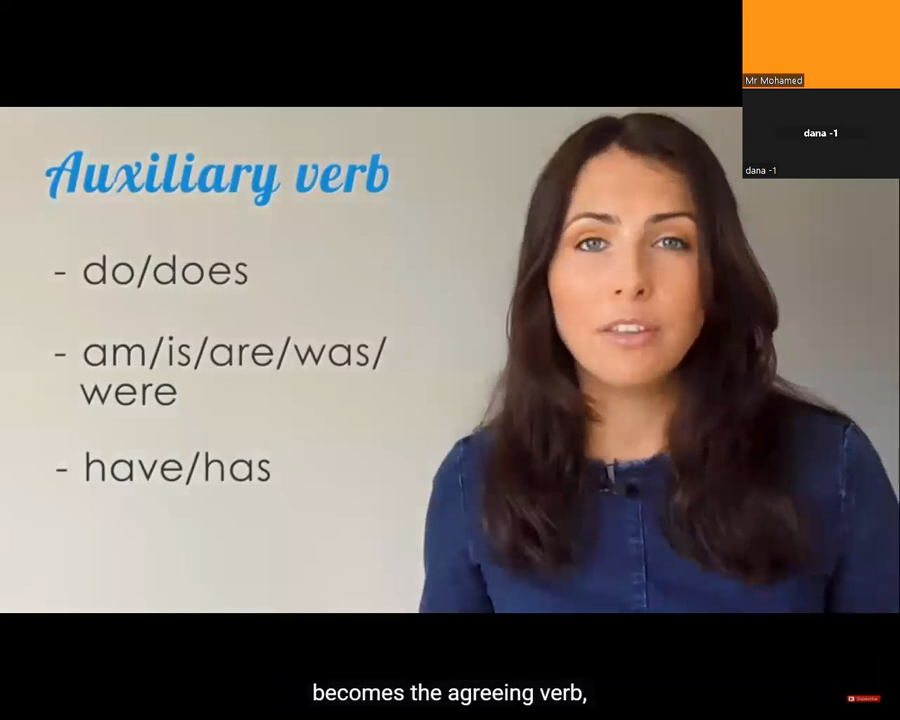 Mr Mohamed
dana -1
dana -1
Auxiliary verb
- do/does
- am/is/are/was/
were
- have/has
becomes the agreeing verb,
Subscribe